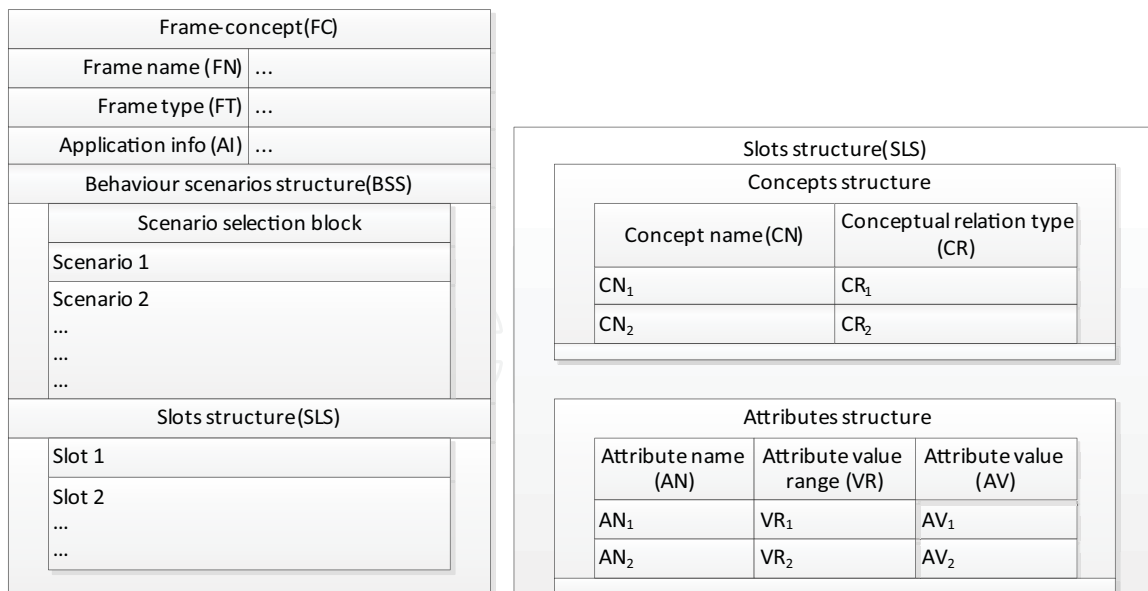 Frame-concept(FC)
Frame name (FN) ...
Frame type (FT) ...
Application info (AI) ...
Behaviour scenarios structure(BSS)
Scenario selection block
Scenario 1
Scenario 2
...
...
...
Slots structure(SLS)
Slot 1
Slot 2
...
...
Slots structure(SLS)
Concepts structure
Concept name(CN)
Conceptual relation type
(CR)
CN₁ CR₁
CN₂ CR₂
Attributes structure
Attribute name
(AN)
Attribute value
range (VR)
Attribute value
(AV)
AN₁ VR₁ AV₁
AN₂ VR₂ AV₂